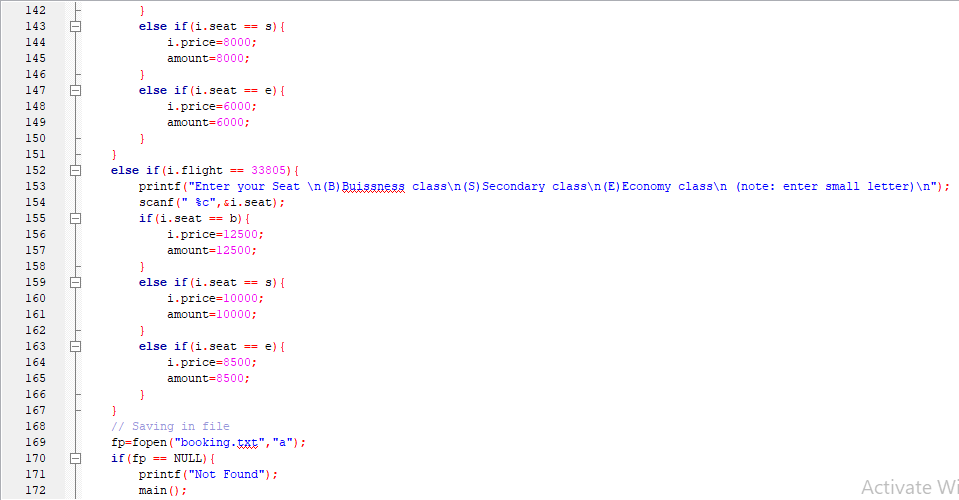 142 }
143 else if(i.seat == s){
144 i.price=8000;
145 amount=8000;
146 }
147 else if(i.seat == e){
148 i.price=6000;
149 amount=6000;
150 }
151 }
152 else if(i.flight == 33805){
153 printf("Enter your Seat \n(B)Buissness class\n(S)Secondary class\n(E)Economy class\n (note: enter small letter)\n");
154 scanf(" %c",&i.seat);
155 if(i.seat == b){
156 i.price=12500;
157 amount=12500;
158 }
159 else if(i.seat == s){
160 i.price=10000;
161 amount=10000;
162 }
163 else if(i.seat == e){
164 i.price=8500;
165 amount=8500;
166 }
167 }
168 // Saving in file
169 fp=fopen("booking.txt","a");
170 if(fp == NULL){
171 printf("Not Found");
172 main();
Activate Wi